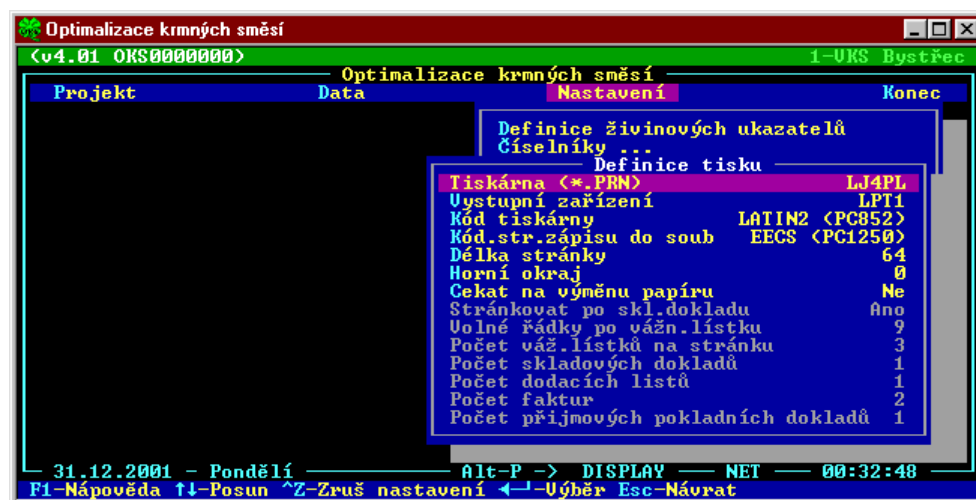 Optimalizace krmných směsí
(v4.01 OKS0000000) 1-VKS Bystřec
Optimalizace krmných směsí
Projekt Data Nastavení Konec
Definice živinových ukazatelů
Číselníky ...
Definice tisku
Tiskárna (*.PRN) LJ4PL
Vystupní zařízení LPT1
Kód tiskárny LATIN2 (PC852)
Kód.str.zápisu do soub EECS (PC1250)
Délka stránky 64
Horní okraj 0
Cekat na výměnu papíru Ne
Stránkovat po skl.dokladu Ano
Volné řádky po vážn.lístku 9
Počet váž.lístků na stránku 3
Počet skladových dokladů 1
Počet dodacích listů 1
Počet faktur 2
Počet přijmových pokladních dokladů 1
31.12.2001 - Pondělí Alt-P -> DISPLAY NET 00:32:48
F1-Nápověda ↑↓-Posun ^Z-Zruš nastavení ◄─┘-Výběr Esc-Návrat